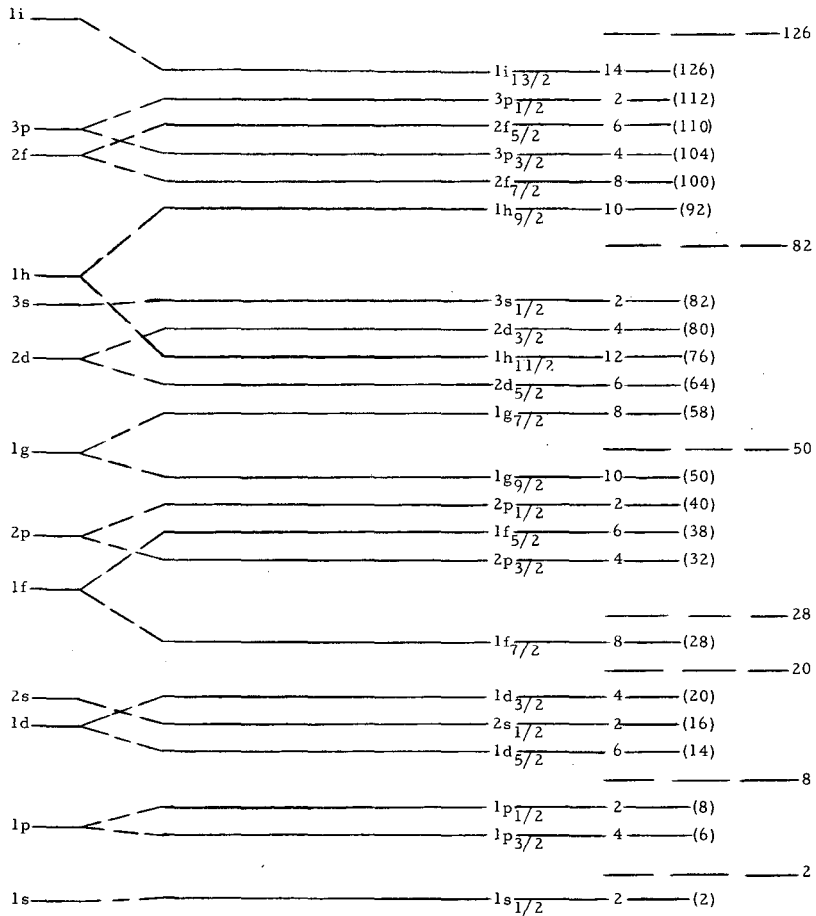 1i
126
1i13/2 14 (126)
3p1/2 2 (112)
3p
2f5/2 6 (110)
2f
3p3/2 4 (104)
2f7/2 8 (100)
1h9/2 10 (92)
82
1h
3s
3s1/2 2 (82)
2d3/2 4 (80)
2d
1h11/2 12 (76)
2d5/2 6 (64)
1g7/2 8 (58)
1g
50
1g9/2 10 (50)
2p1/2 2 (40)
2p
1f5/2 6 (38)
2p3/2 4 (32)
1f
28
1f7/2 8 (28)
20
2s
1d3/2 4 (20)
1d
2s1/2 2 (16)
1d5/2 6 (14)
8
1p1/2 2 (8)
1p
1p3/2 4 (6)
2
1s
1s1/2 2 (2)